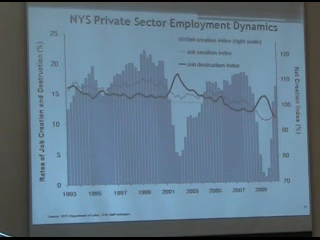 NYS Private Sector Employment Dynamics
Net creation index (right scale)
Job creation index
Job destruction index
Rates of Job Creation and Destruction (%)
25
20
15
10
5
0
Net Creation Index (%)
120
110
100
90
80
70
1993 1995 1997 1999 2001 2003 2005 2007 2009